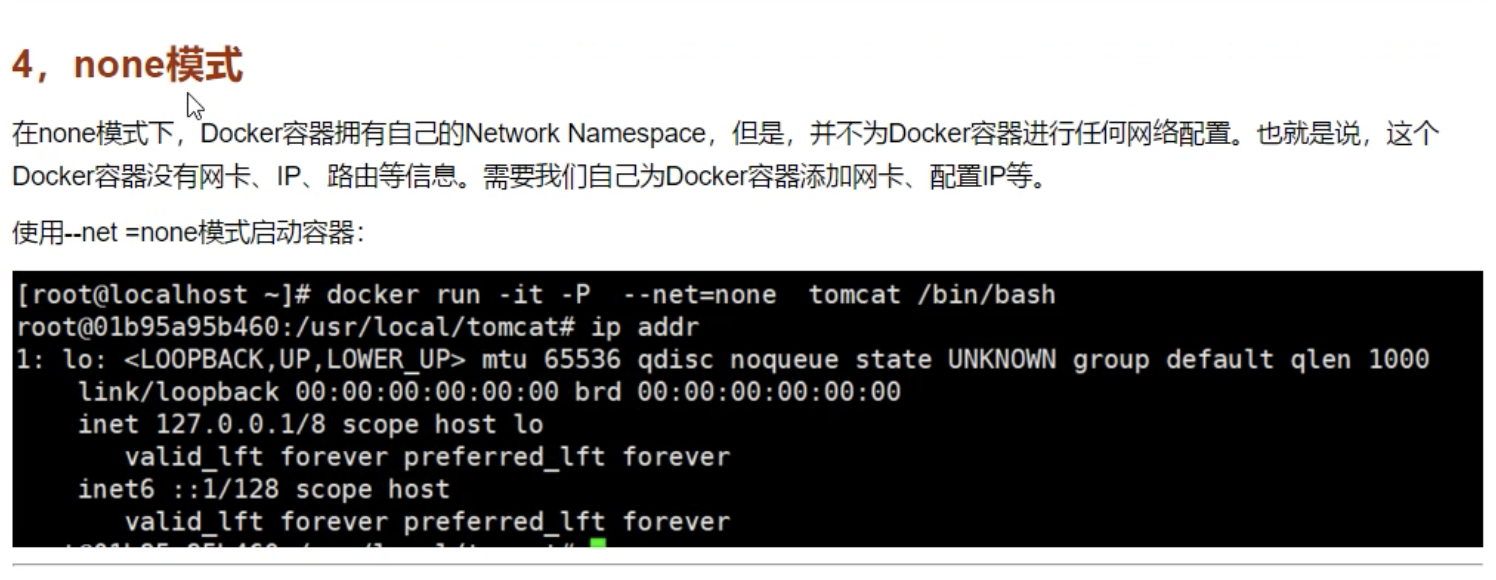 4，none模式
在none模式下，Docker容器拥有自己的Network Namespace，但是，并不为Docker容器进行任何网络配置。也就是说，这个
Docker容器没有网卡、IP、路由等信息。需要我们自己为Docker容器添加网卡、配置IP等。
使用--net =none模式启动容器：
[root@localhost ~]# docker run -it -P  --net=none  tomcat /bin/bash
root@01b95a95b460:/usr/local/tomcat# ip addr
1: lo: <LOOPBACK,UP,LOWER_UP> mtu 65536 qdisc noqueue state UNKNOWN group default qlen 1000
    link/loopback 00:00:00:00:00:00 brd 00:00:00:00:00:00
    inet 127.0.0.1/8 scope host lo
       valid_lft forever preferred_lft forever
    inet6 ::1/128 scope host
       valid_lft forever preferred_lft forever